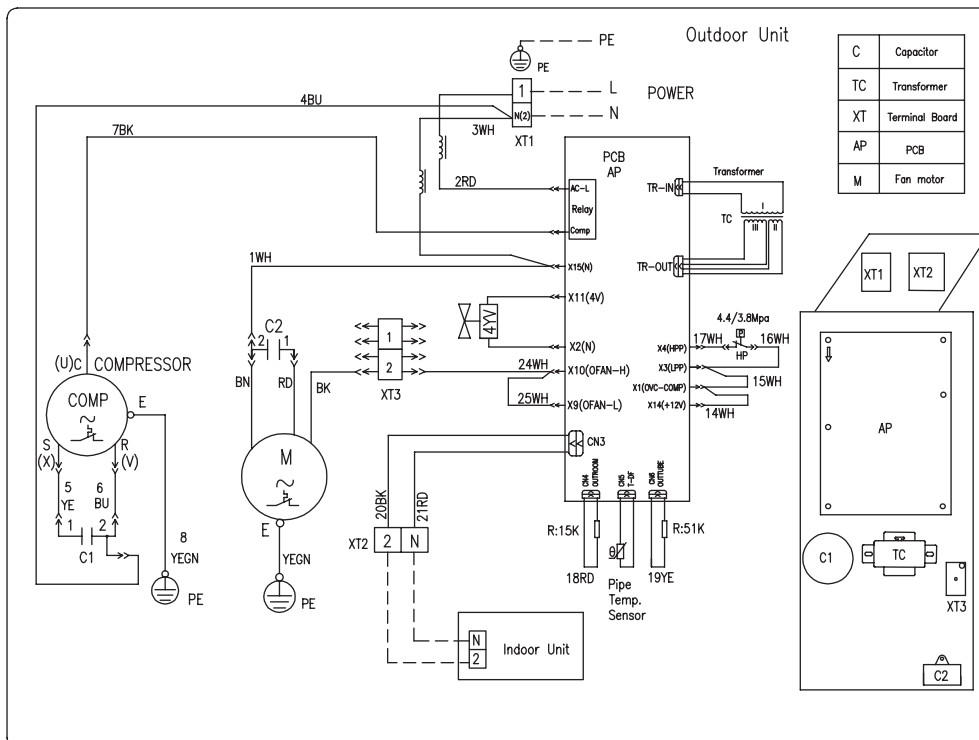 Outdoor Unit
PE
PE
1
L
N(2)
N
POWER
XT1
4BU
3WH
7BK
2RD
C
Capacitor
TC
Transformer
XT
Terminal Board
AP
PCB
M
Fan motor
PCB
AP
AC-L
Relay
Comp
X15(N)
X11(4V)
X2(N)
X10(OFAN-H)
X9(OFAN-L)
CN3
TR-IN
TR-OUT
X4(HPP)
X3(LPP)
X1(OVC-COMP)
X14(+12V)
Transformer
TC
I
III
II
4.4/3.8Mpa
P
HP
17WH
16WH
15WH
14WH
1WH
4YV
24WH
25WH
C2
2
1
BN
RD
BK
1
2
XT3
M
E
YEGN
PE
(U)C
COMPRESSOR
COMP
E
S
(X)
R
(V)
5
YE
6
BU
1
2
C1
8
YEGN
PE
20BK
21RD
XT2
2
N
N
2
Indoor Unit
CN4
OUTROOM
CN5
T-DF
CN6
OUTTUBE
R:15K
R:51K
θ
18RD
19YE
Pipe
Temp.
Sensor
XT1
XT2
AP
C1
TC
XT3
C2